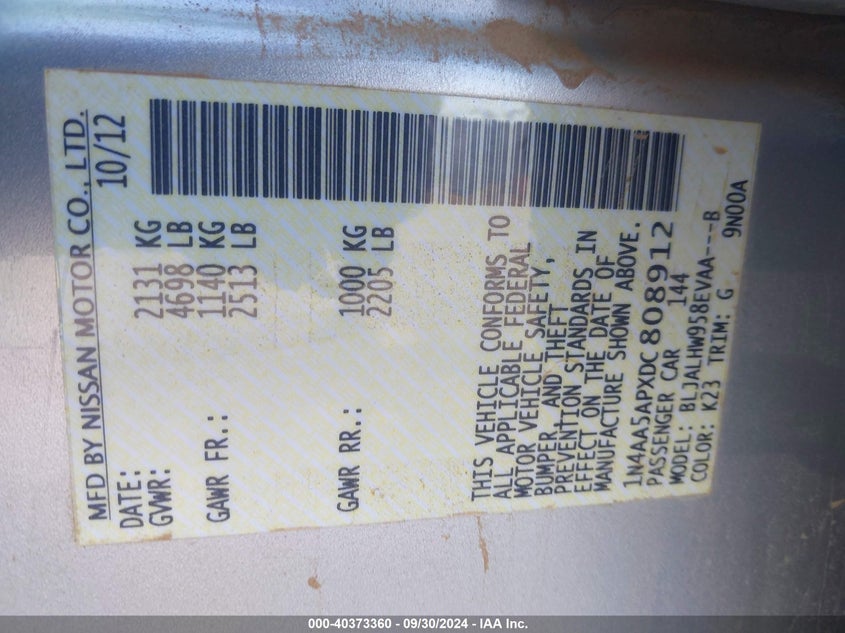 MFD BY NISSAN MOTOR CO., LTD.
DATE: 10/12
GVWR: 2131 KG
4698 LB
GAWR FR.: 1140 KG
2513 LB
GAWR RR.: 1000 KG
2205 LB
THIS VEHICLE CONFORMS TO
ALL APPLICABLE FEDERAL
MOTOR VEHICLE SAFETY,
BUMPER, AND THEFT
PREVENTION STANDARDS IN
EFFECT ON THE DATE OF
MANUFACTURE SHOWN ABOVE.
1N4AA5APXDC808912
PASSENGER CAR 144
MODEL: BLJALHW958EVAA---B
COLOR: K23 TRIM: G 9N00A
000-40373360 - 09/30/2024 - IAA Inc.